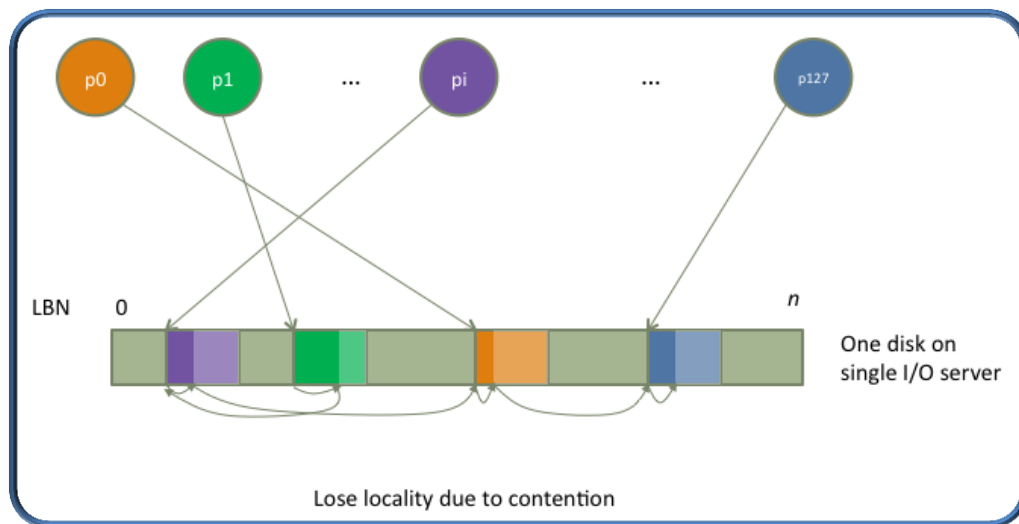 p0 p1 ... pi ... p127
LBN 0 n
One disk on
single I/O server
Lose locality due to contention